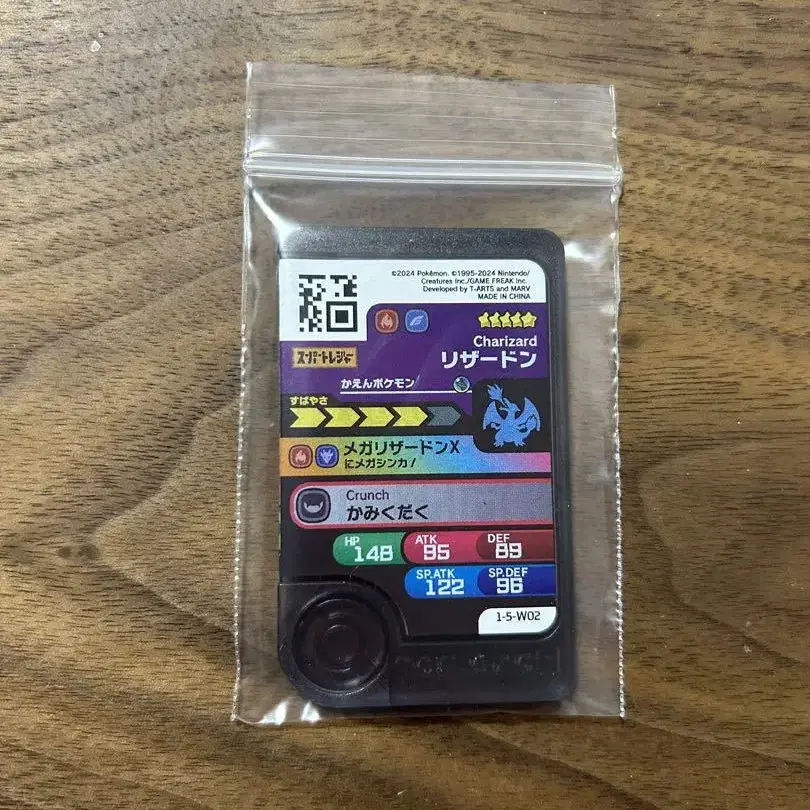 ©2024 Pokémon. ©1995-2024 Nintendo/
Creatures Inc./GAME FREAK inc.
Developed by T-ARTS and MARV
MADE IN CHINA
Charizard
スーパートレジャー
リザードン
かえんポケモン
すばやさ
メガリザードンX
にメガシンカ!
Crunch
かみくだく
HP 148
ATK 95
DEF 89
SP.ATK 122
SP.DEF 96
1-5-W02